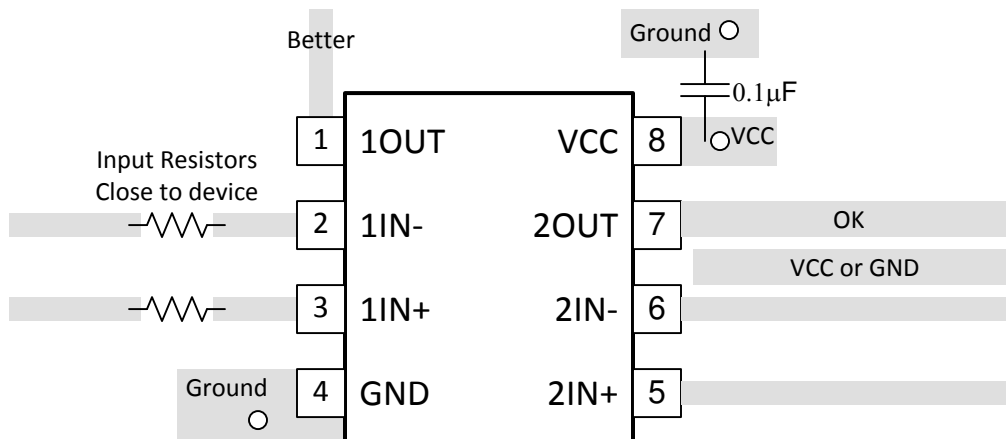 Better
Ground
0.1μF
1 1OUT VCC 8 VCC
Input Resistors
Close to device
2 1IN- 2OUT 7 OK
VCC or GND
3 1IN+ 2IN- 6
Ground
4 GND 2IN+ 5